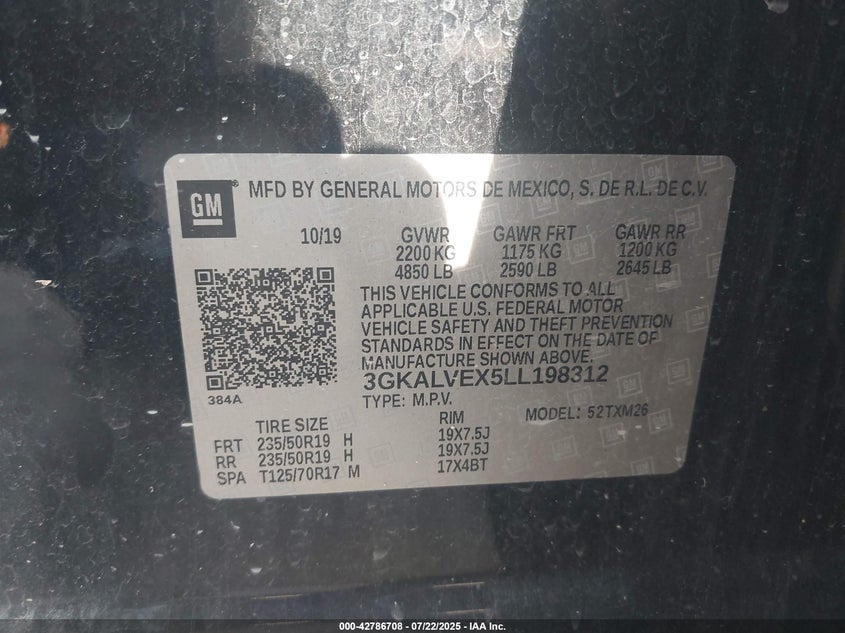 GM ® MFD BY GENERAL MOTORS DE MEXICO, S. DE R.L. DE C.V.
10/19 GVWR GAWR FRT GAWR RR
2200 KG 1175 KG 1200 KG
4850 LB 2590 LB 2645 LB
THIS VEHICLE CONFORMS TO ALL
APPLICABLE U.S. FEDERAL MOTOR
VEHICLE SAFETY AND THEFT PREVENTION
STANDARDS IN EFFECT ON THE DATE OF
MANUFACTURE SHOWN ABOVE.
3GKALVEX5LL198312
384A
TYPE: M.P.V. MODEL: 52TXM26
TIRE SIZE RIM
FRT 235/50R19 H 19X7.5J
RR 235/50R19 H 19X7.5J
SPA T125/70R17 M 17X4BT
000-42786708 - 07/22/2025 - IAA Inc.